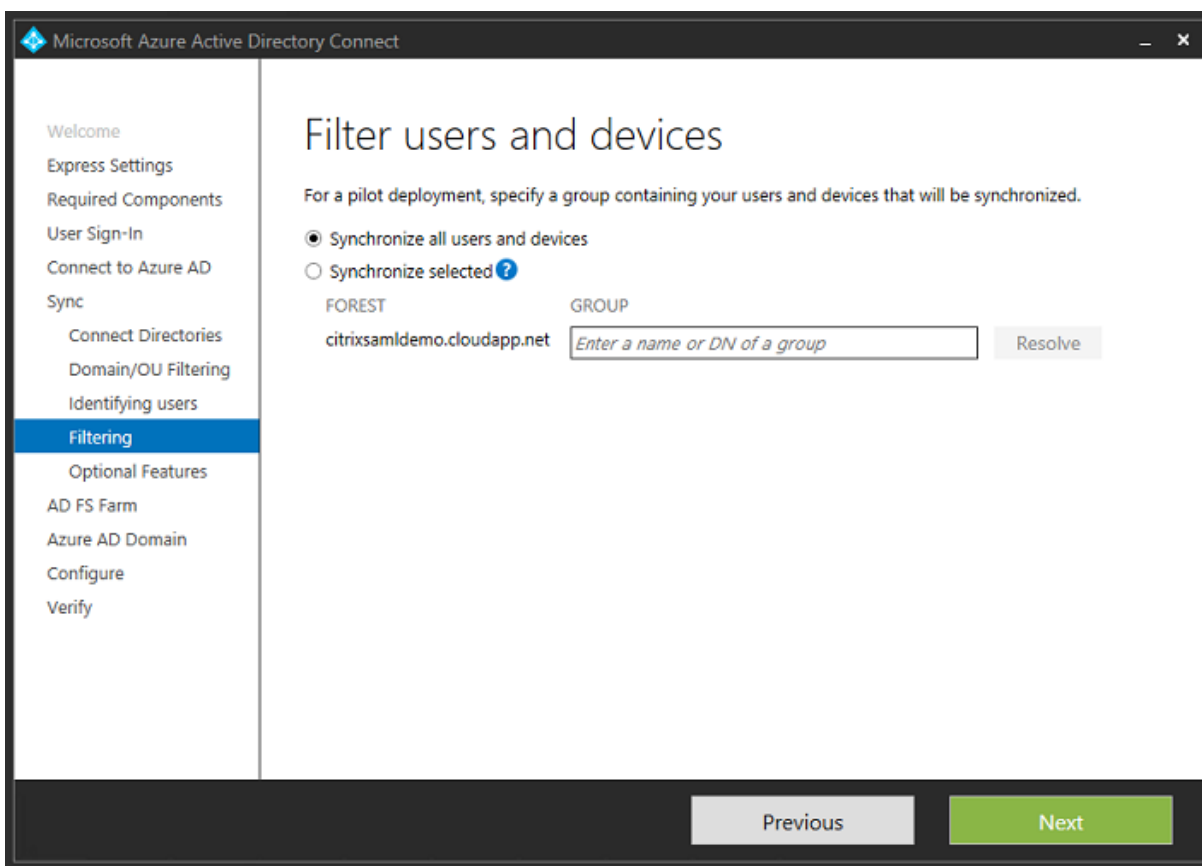 Microsoft Azure Active Directory Connect
Welcome
Express Settings
Required Components
User Sign-In
Connect to Azure AD
Sync
Connect Directories
Domain/OU Filtering
Identifying users
Filtering
Optional Features
AD FS Farm
Azure AD Domain
Configure
Verify
Filter users and devices
For a pilot deployment, specify a group containing your users and devices that will be synchronized.
Synchronize all users and devices
Synchronize selected ?
FOREST GROUP
citrixsamldemo.cloudapp.net Enter a name or DN of a group Resolve
Previous Next